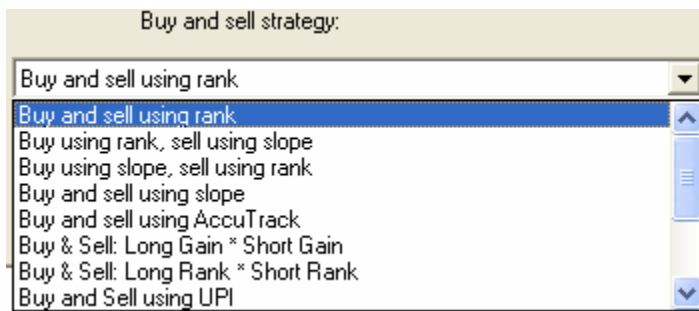 Buy and sell strategy:
Buy and sell using rank
Buy and sell using rank
Buy using rank, sell using slope
Buy using slope, sell using rank
Buy and sell using slope
Buy and sell using AccuTrack
Buy & Sell: Long Gain * Short Gain
Buy & Sell: Long Rank * Short Rank
Buy and Sell using UPI